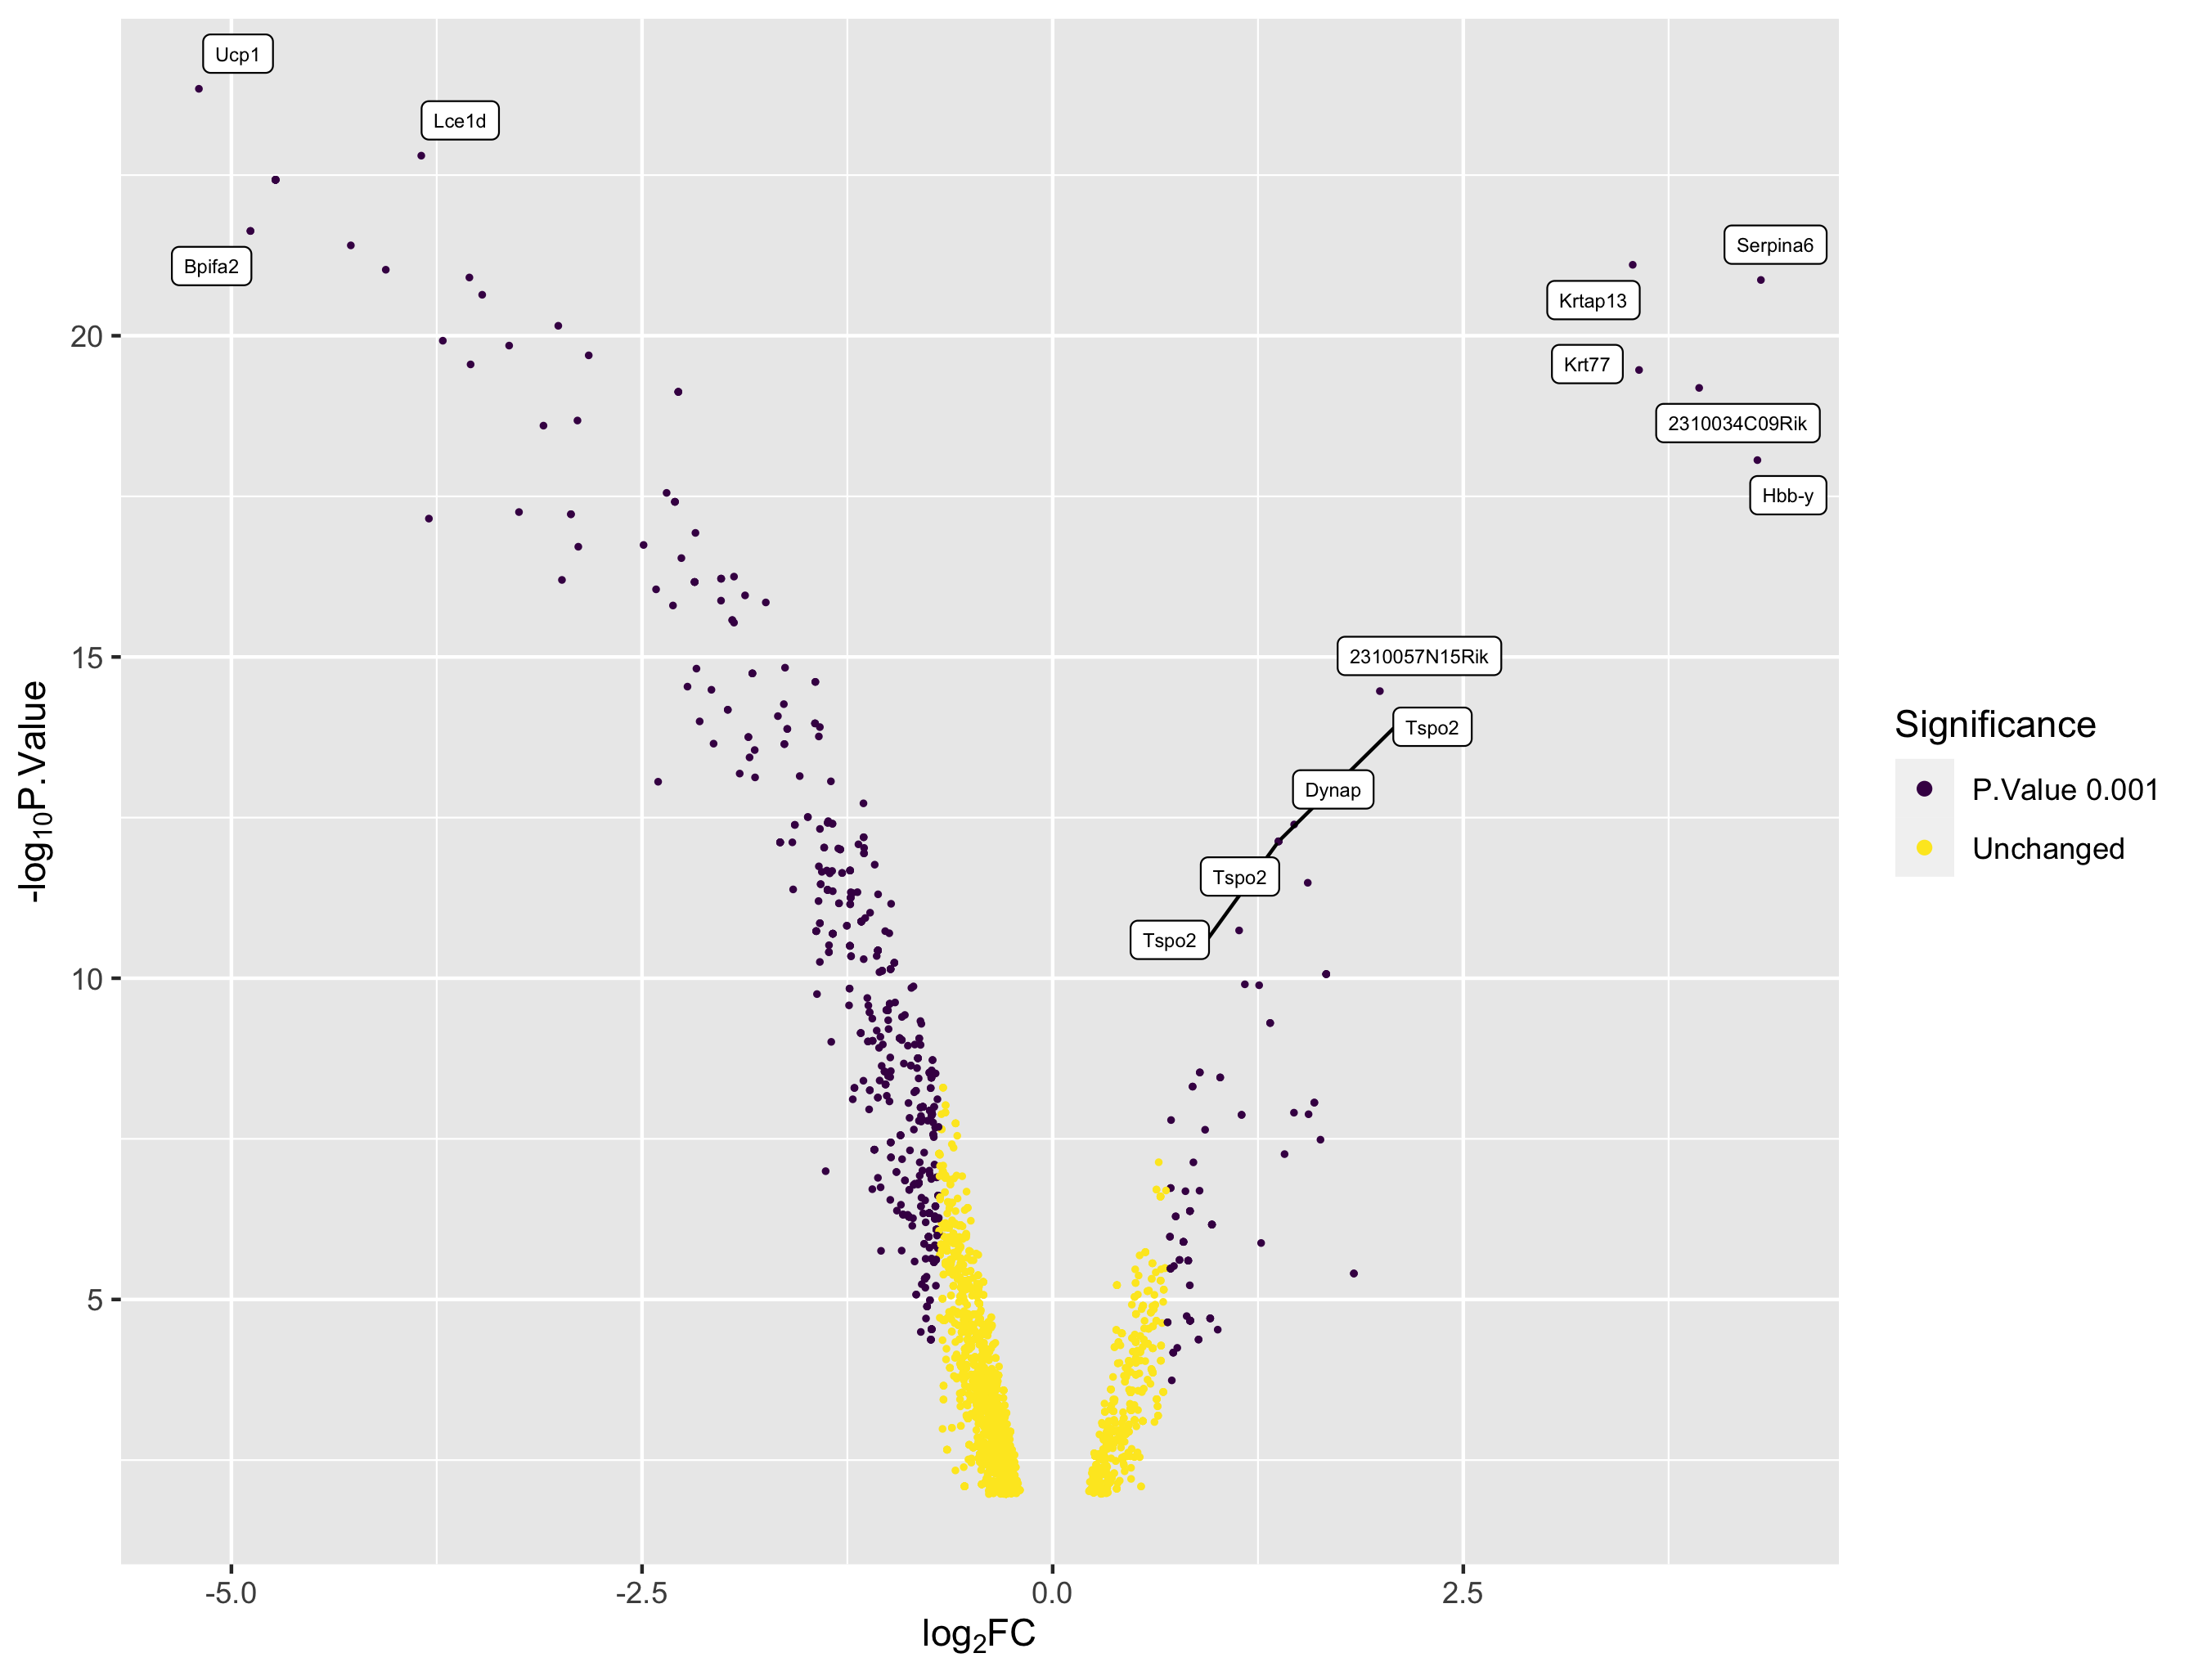 Ucp1
Lce1d
Bpifa2
Serpina6
Krtap13
Krt77
2310034C09Rik
Hbb-y
2310057N15Rik
Tspo2
Dynap
Tspo2
Tspo2
20
15
10
5
-log10P.Value
-5.0
-2.5
0.0
2.5
log2FC
Significance
P.Value 0.001
Unchanged